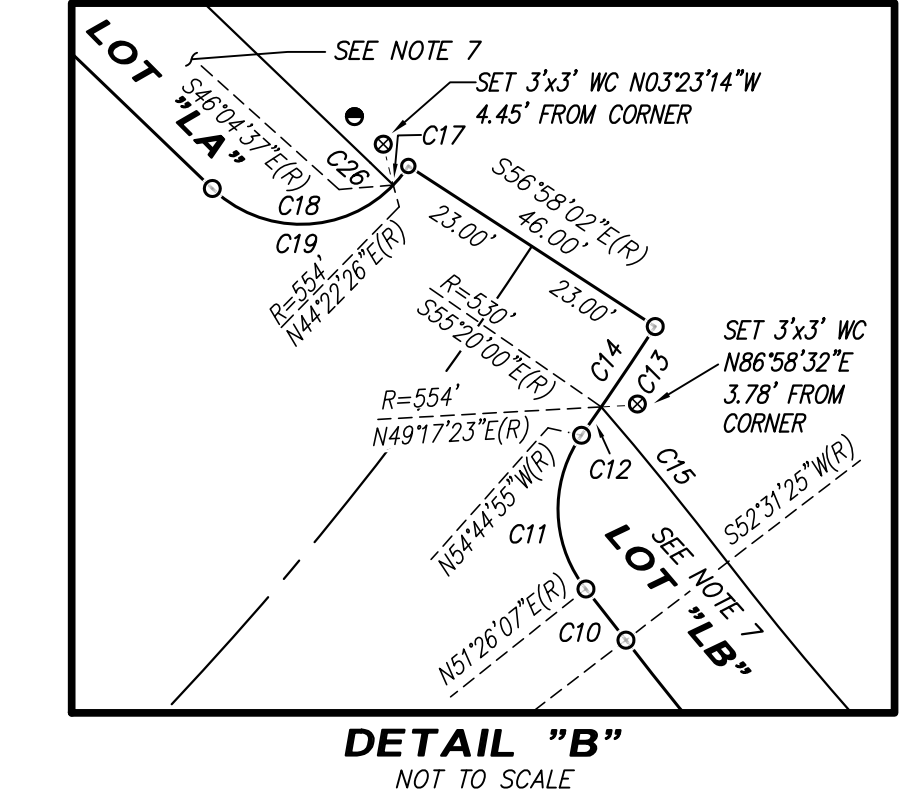 LOT
"LA"
SEE NOTE 7
S46°04'37"E(R)
SET 3'x3' WC N03°23'14"W
4.45' FROM CORNER
C17
C26
C18
C19
R=554'
N44°22'26"E(R)
S56°58'02"E(R)
46.00'
23.00'
23.00'
R=530'
S55°20'00"E(R)
C14
C13
SET 3'x3' WC
N86°58'32"E
3.78' FROM
CORNER
R=554'
N49°17'23"E(R)
C12
N54°44'55"W(R)
C15
C11
S52°31'25"W(R)
SEE NOTE 7
LOT
"LB"
N51°26'07"E(R)
C10
DETAIL "B"
NOT TO SCALE